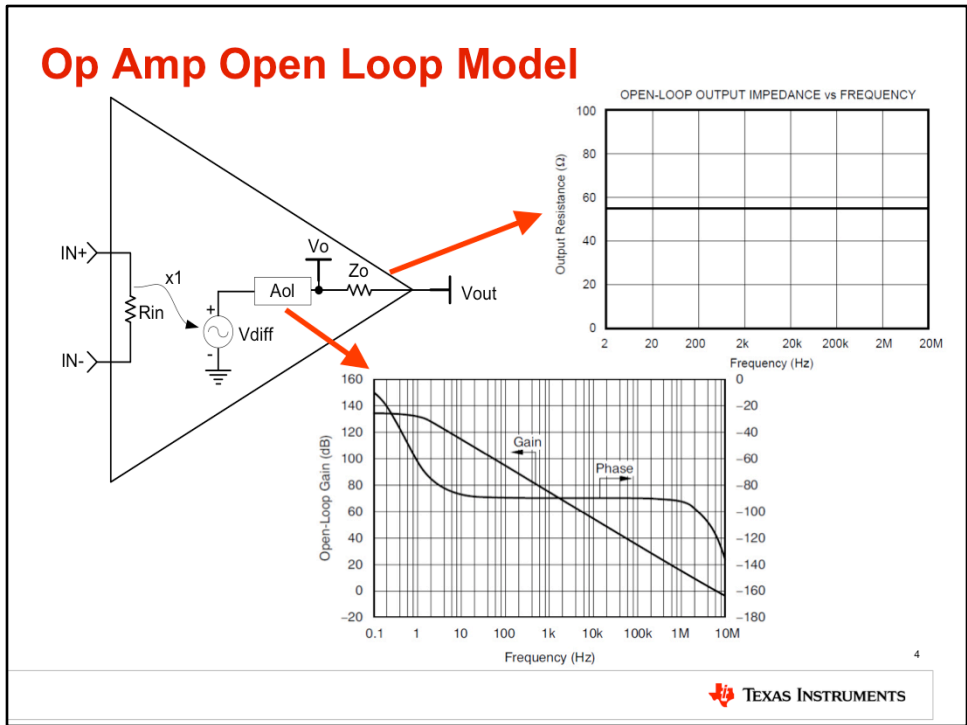 Op Amp Open Loop Model
OPEN-LOOP OUTPUT IMPEDANCE vs FREQUENCY
Output Resistance (Ω)
100
80
60
40
20
0
2 20 200 2k 20k 200k 2M 20M
Frequency (Hz)
IN+
IN-
Rin
x1
+
-
Vdiff
Aol
Vo
Zo
Vout
Open-Loop Gain (dB)
160
140
120
100
80
60
40
20
0
–20
Gain
Phase
0
–20
–40
–60
–80
–100
–120
–140
–160
–180
0.1 1 10 100 1k 10k 100k 1M 10M
Frequency (Hz)
4
TEXAS INSTRUMENTS